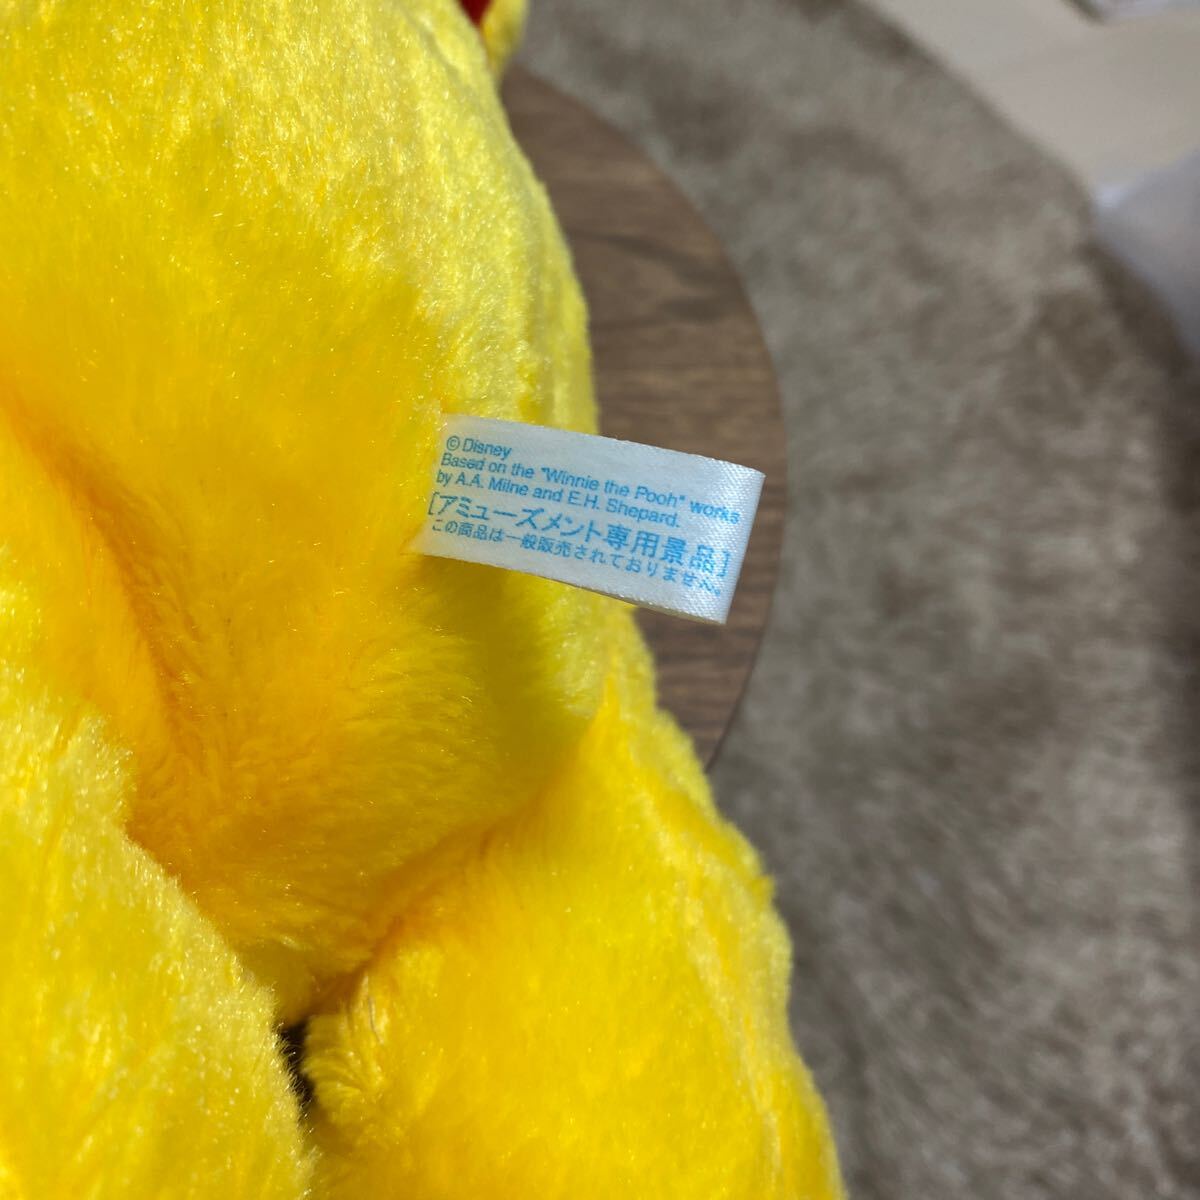 © Disney
Based on the "Winnie the Pooh" works
by A.A. Milne and E.H. Shepard.
[アミューズメント専用景品]
この商品は一般販売されておりません。